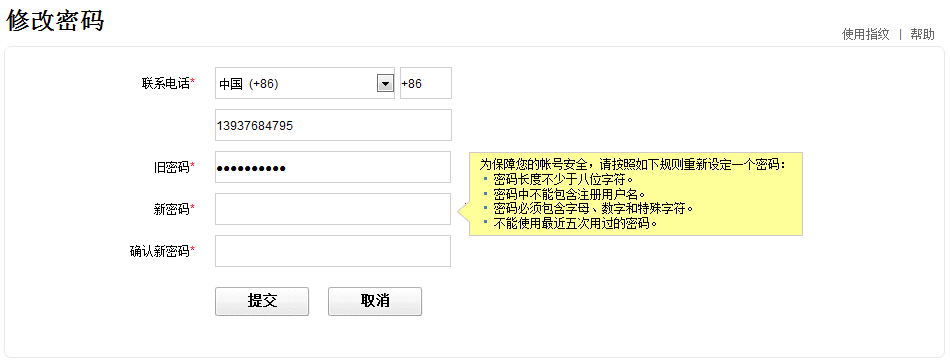 修改密码
使用指纹 | 帮助
联系电话* 中国 (+86) +86
13937684795
旧密码* ●●●●●●●●●●
为保障您的帐号安全，请按照如下规则重新设定一个密码：
密码长度不少于八位字符。
密码中不能包含注册用户名。
新密码*
密码必须包含字母、数字和特殊字符。
不能使用最近五次用过的密码。
确认新密码*
提交 取消